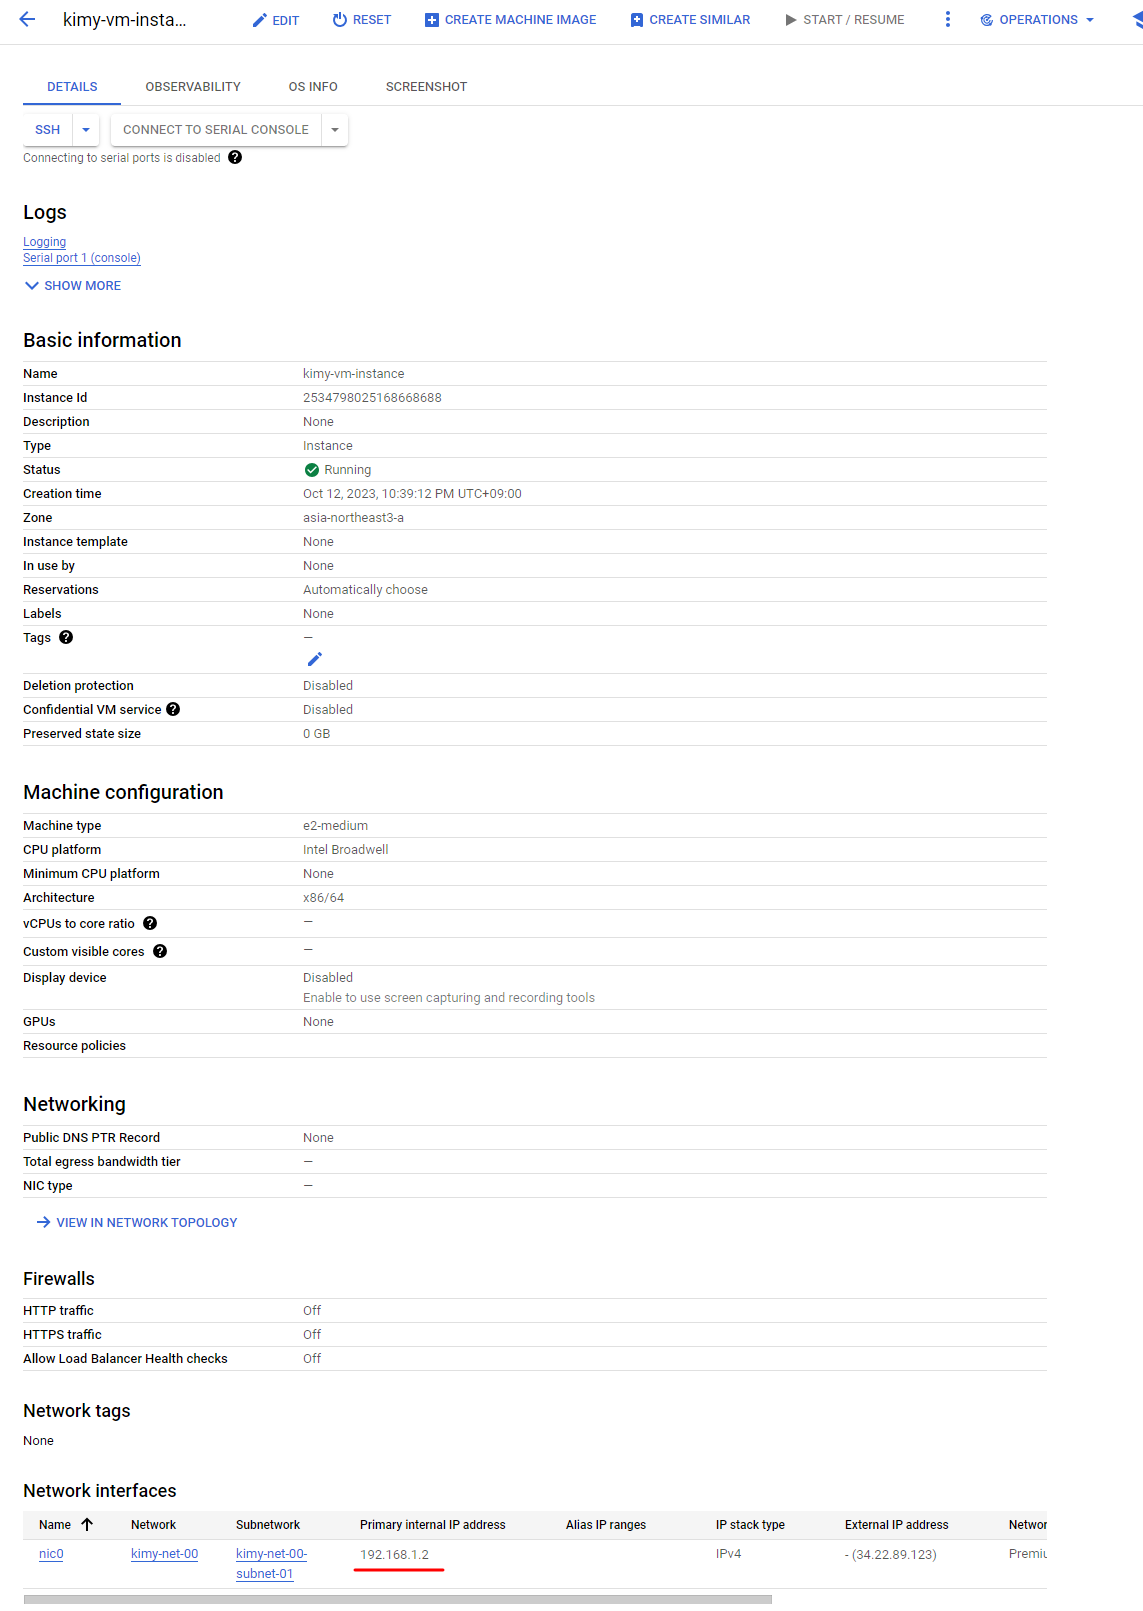 kimy-vm-insta... EDIT RESET CREATE MACHINE IMAGE CREATE SIMILAR START / RESUME OPERATIONS
DETAILS OBSERVABILITY OS INFO SCREENSHOT
SSH CONNECT TO SERIAL CONSOLE
Connecting to serial ports is disabled
Logs
Logging
Serial port 1 (console)
SHOW MORE
Basic information
Name kimy-vm-instance
Instance Id 2534798025168668688
Description None
Type Instance
Status Running
Creation time Oct 12, 2023, 10:39:12 PM UTC+09:00
Zone asia-northeast3-a
Instance template None
In use by None
Reservations Automatically choose
Labels None
Tags —
Deletion protection Disabled
Confidential VM service Disabled
Preserved state size 0 GB
Machine configuration
Machine type e2-medium
CPU platform Intel Broadwell
Minimum CPU platform None
Architecture x86/64
vCPUs to core ratio —
Custom visible cores —
Display device Disabled
Enable to use screen capturing and recording tools
GPUs None
Resource policies
Networking
Public DNS PTR Record None
Total egress bandwidth tier —
NIC type —
VIEW IN NETWORK TOPOLOGY
Firewalls
HTTP traffic Off
HTTPS traffic Off
Allow Load Balancer Health checks Off
Network tags
None
Network interfaces
Name Network Subnetwork Primary internal IP address Alias IP ranges IP stack type External IP address Networ
nic0 kimy-net-00 kimy-net-00- 192.168.1.2 IPv4 - (34.22.89.123) Premiu
subnet-01